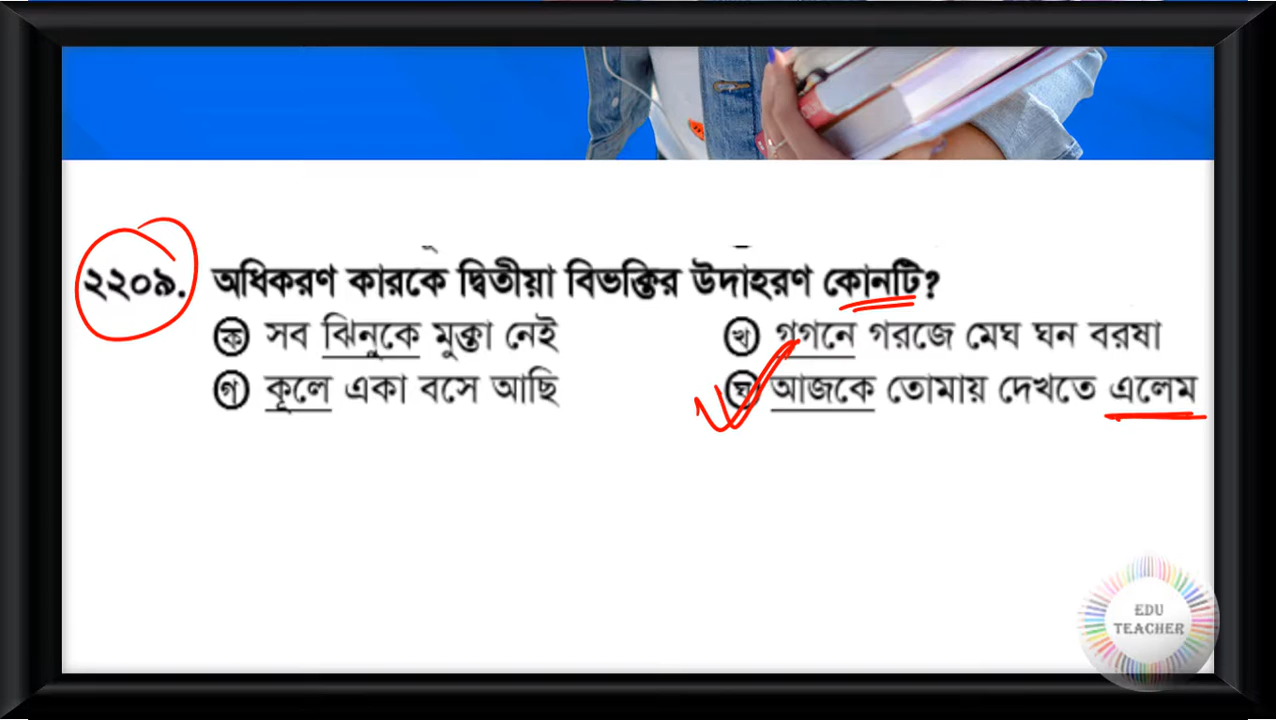 ২২০৯. অধিকরণ কারকে দ্বিতীয়া বিভক্তির উদাহরণ কোনটি?
ক সব ঝিনুকে মুক্তা নেই
খ গগনে গরজে মেঘ ঘন বরষা
গ কূলে একা বসে আছি
ঘ আজকে তোমায় দেখতে এলেম
EDU
TEACHER